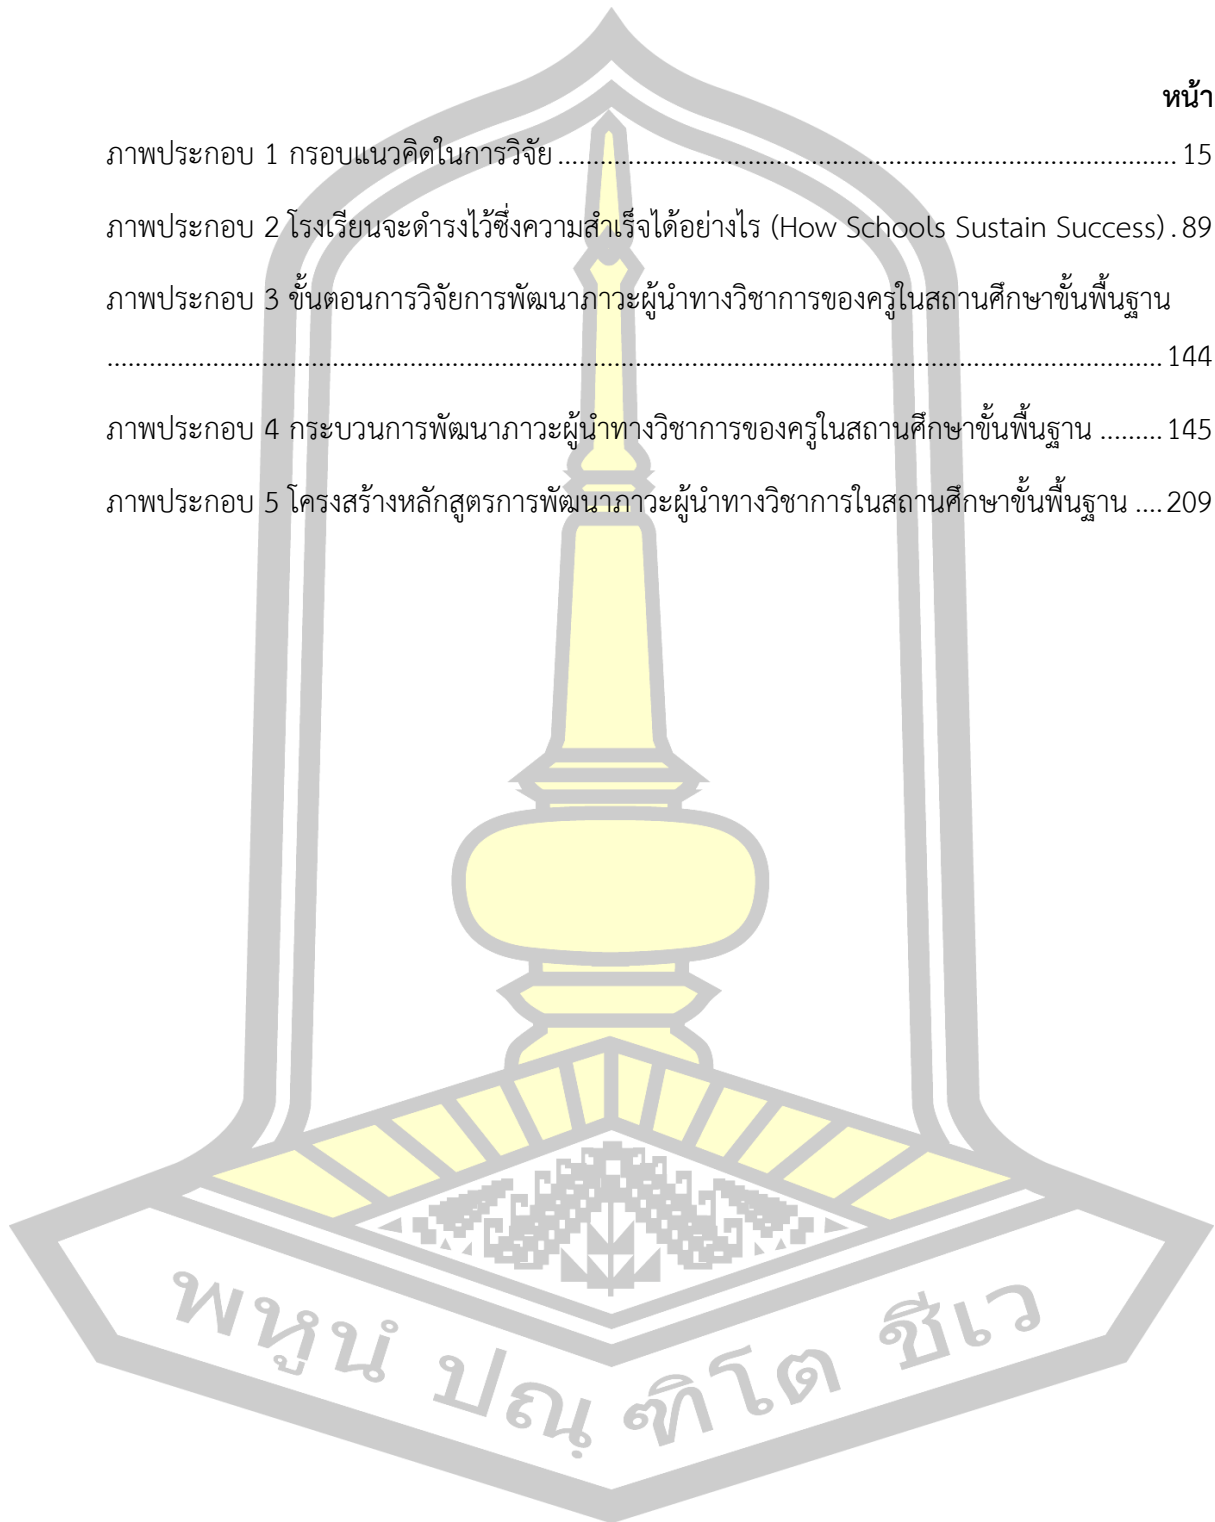 หน้า
ภาพประกอบ 1 กรอบแนวคิดในการวิจัย ........................................................................................ 15
ภาพประกอบ 2 โรงเรียนจะดำรงไว้ซึ่งความสำเร็จได้อย่างไร (How Schools Sustain Success) . 89
ภาพประกอบ 3 ขั้นตอนการวิจัยการพัฒนาภาวะผู้นำทางวิชาการของครูในสถานศึกษาขั้นพื้นฐาน
....................................................................................................................................................... 144
ภาพประกอบ 4 กระบวนการพัฒนาภาวะผู้นำทางวิชาการของครูในสถานศึกษาขั้นพื้นฐาน ......... 145
ภาพประกอบ 5 โครงสร้างหลักสูตรการพัฒนาภาวะผู้นำทางวิชาการในสถานศึกษาขั้นพื้นฐาน .... 209
พหูนํ ปณฺ ฑิโต ชีเว